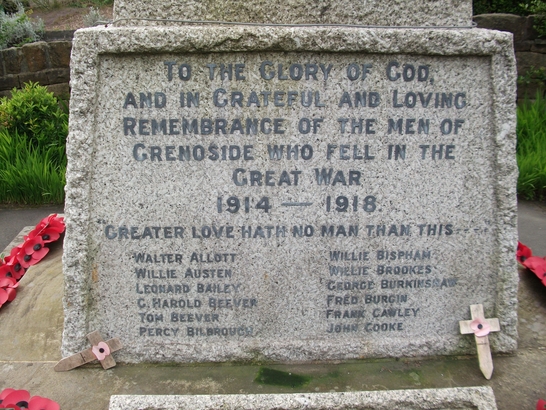 TO THE GLORY OF GOD,
AND IN GRATEFUL AND LOVING
REMEMBRANCE OF THE MEN OF
GRENOSIDE WHO FELL IN THE
GREAT WAR
1914 — 1918.
"GREATER LOVE HATH NO MAN THAN THIS - - -
WALTER ALLOTT
WILLIE AUSTEN
LEONARD BAILEY
C. HAROLD BEEVER
TOM BEEVER
PERCY BILBROUGH
WILLIE BISPHAM
WILLIE BROOKES
GEORGE BURKINSHAW
FRED BURGIN
FRANK CAWLEY
JOHN COOKE